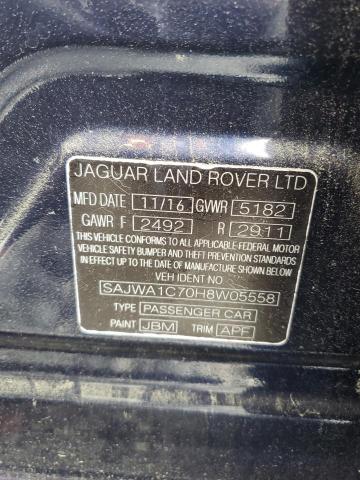 JAGUAR LAND ROVER LTD
MFD DATE 11/16 GVWR 5182
GAWR F 2492 R 2911
THIS VEHICLE CONFORMS TO ALL APPLICABLE FEDERAL MOTOR
VEHICLE SAFETY BUMPER AND THEFT PREVENTION STANDARDS
IN EFFECT UP TO THE DATE OF MANUFACTURE SHOWN ABOVE
VEH IDENT NO
SAJWA1C70H8W05558
TYPE PASSENGER CAR
PAINT JBM TRIM APF